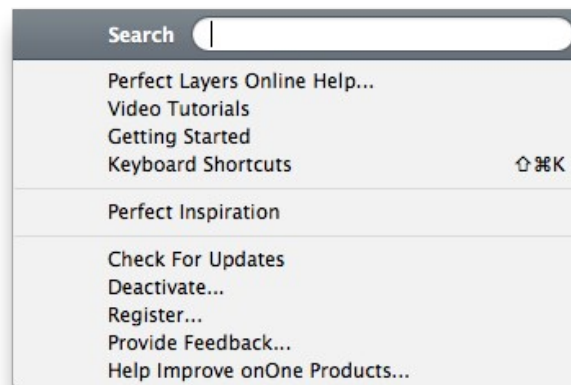 Search
Perfect Layers Online Help...
Video Tutorials
Getting Started
Keyboard Shortcuts ⇧⌘K
Perfect Inspiration
Check For Updates
Deactivate...
Register...
Provide Feedback...
Help Improve onOne Products...